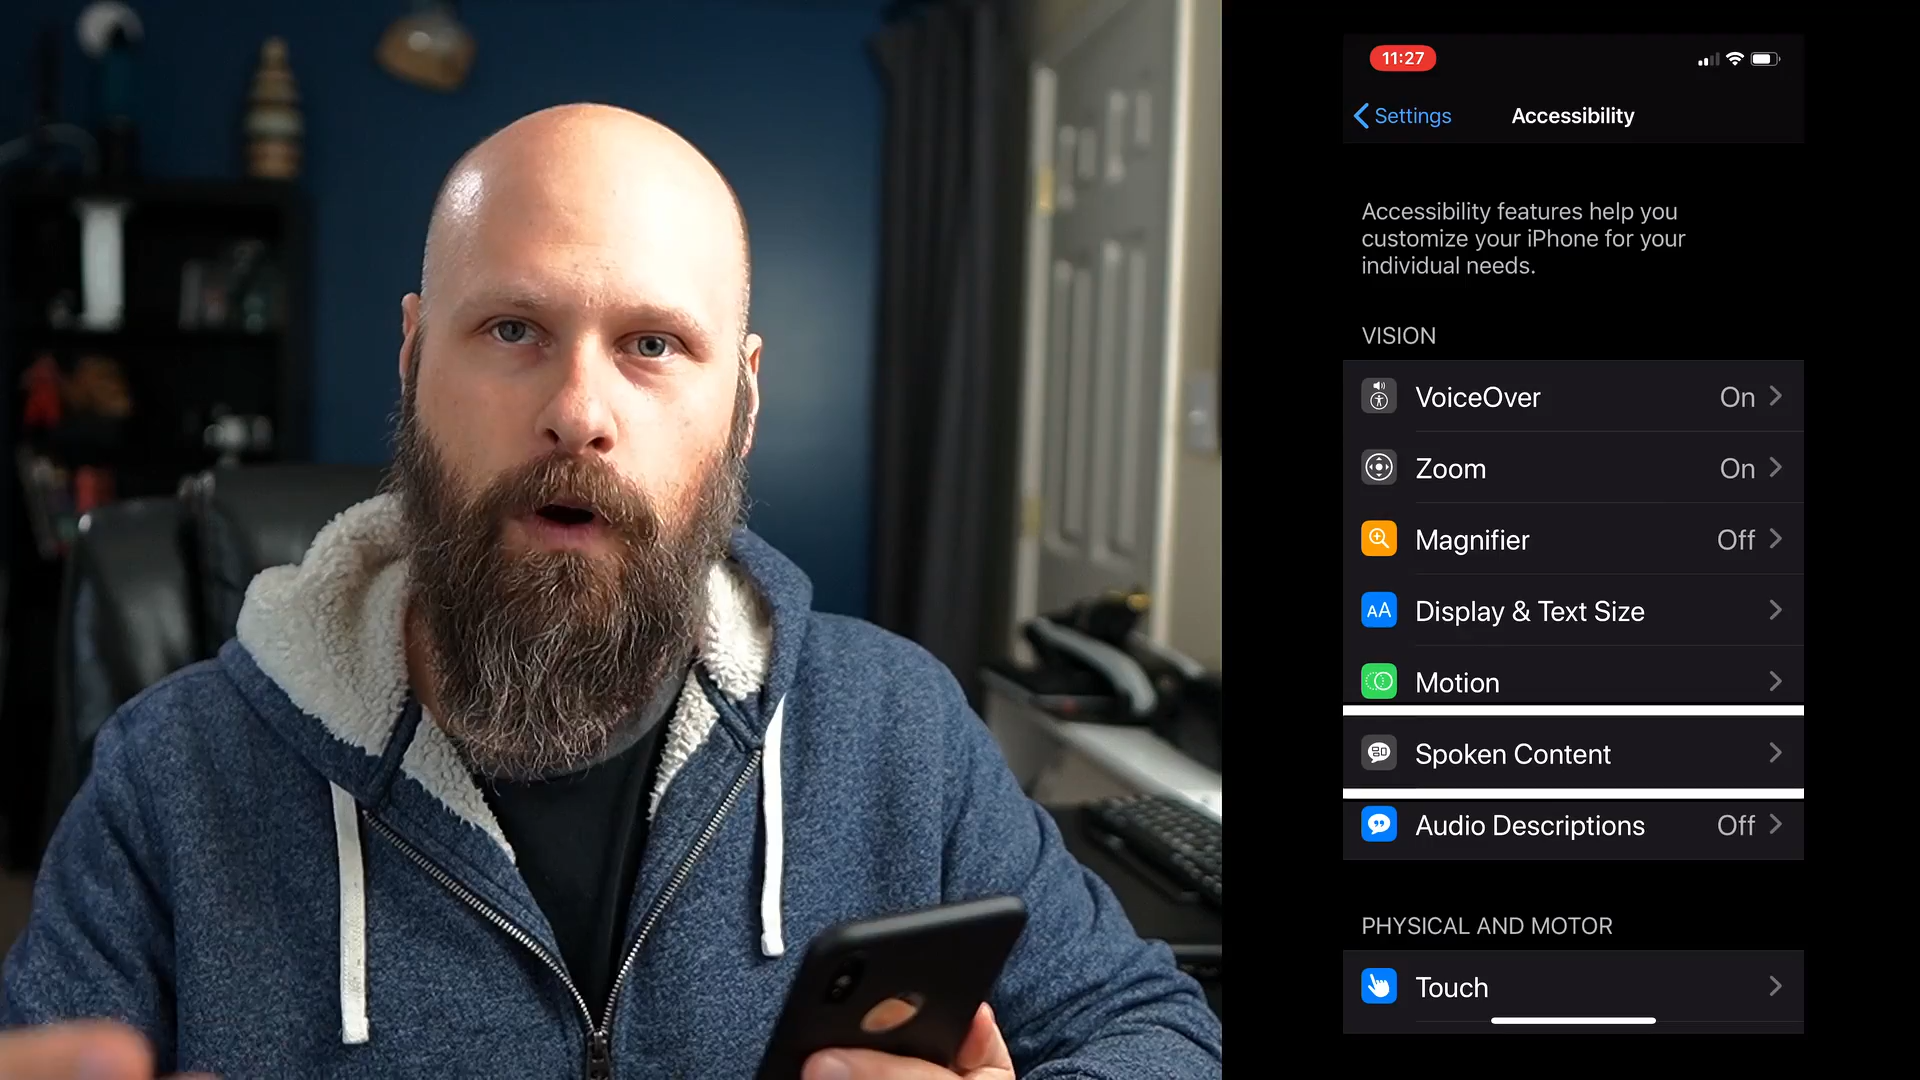 11:27
Settings
Accessibility
Accessibility features help you
customize your iPhone for your
individual needs.
VISION
VoiceOver On
Zoom On
Magnifier Off
AA Display & Text Size
Motion
Spoken Content
Audio Descriptions Off
PHYSICAL AND MOTOR
Touch